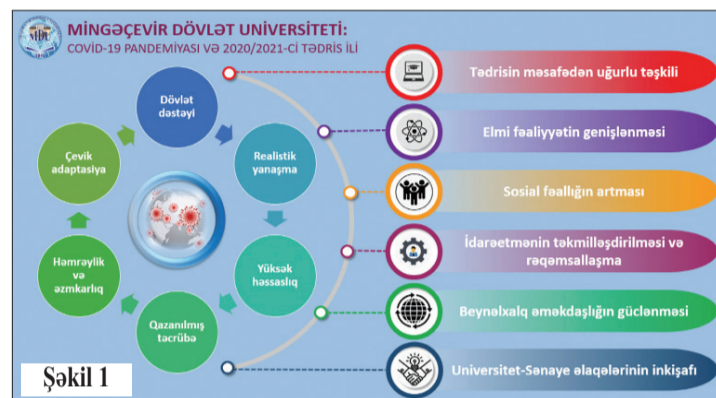 MİNGƏÇEVİR DÖVLƏT UNİVERSİTETİ:
COVİD-19 PANDEMİYASI VƏ 2020/2021-Cİ TƏDRİS İLİ
MDU
Dövlət
dəstəyi
Realistik
yanaşma
Yüksək
həssaslıq
Qazanılmış
təcrübə
Həmrəylik
və
əzmkarlıq
Çevik
adaptasiya
Tədrisin məsafədən uğurlu təşkili
Elmi fəaliyyətin genişlənməsi
Sosial fəallığın artması
İdarəetmənin təkmilləşdirilməsi və
rəqəmsallaşma
Beynəlxalq əməkdaşlığın güclənməsi
Universitet-Sənaye əlaqələrinin inkişafı
Şəkil 1